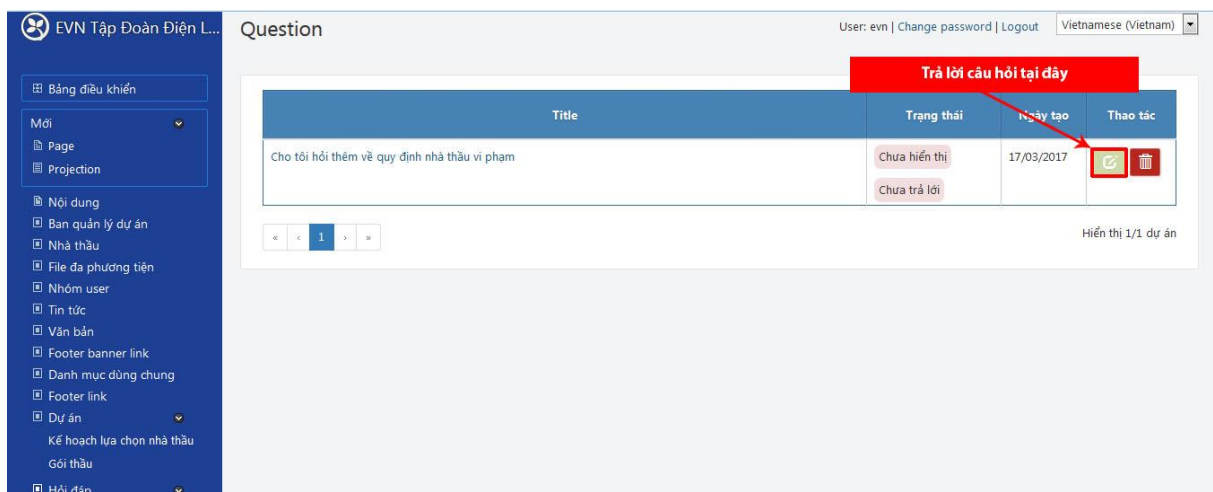 EVN Tập Đoàn Điện L...
Question
User: evn | Change password | Logout
Vietnamese (Vietnam)
Trả lời câu hỏi tại đây
Bảng điều khiển
Mới
Page
Projection
Nội dung
Ban quản lý dự án
Nhà thầu
File đa phương tiện
Nhóm user
Tin tức
Văn bản
Footer banner link
Danh mục dùng chung
Footer link
Dự án
Kế hoạch lựa chọn nhà thầu
Gói thầu
Hỏi đáp
Title
Trạng thái
Ngày tạo
Thao tác
Cho tôi hỏi thêm về quy định nhà thầu vi phạm
Chưa hiển thị
17/03/2017
Chưa trả lới
« ‹ 1 › »
Hiển thị 1/1 dự án